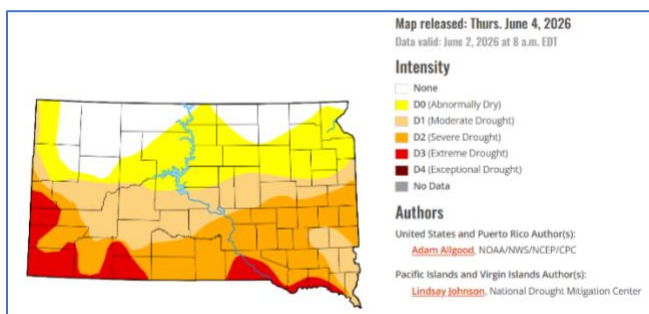 Map released: Thurs. June 4, 2026
Data valid: June 2, 2026 at 8 a.m. EDT
Intensity
None
D0 (Abnormally Dry)
D1 (Moderate Drought)
D2 (Severe Drought)
D3 (Extreme Drought)
D4 (Exceptional Drought)
No Data
Authors
United States and Puerto Rico Author(s):
Adam Allgood, NOAA/NWS/NCEP/CPC
Pacific Islands and Virgin Islands Author(s):
Lindsay Johnson, National Drought Mitigation Center